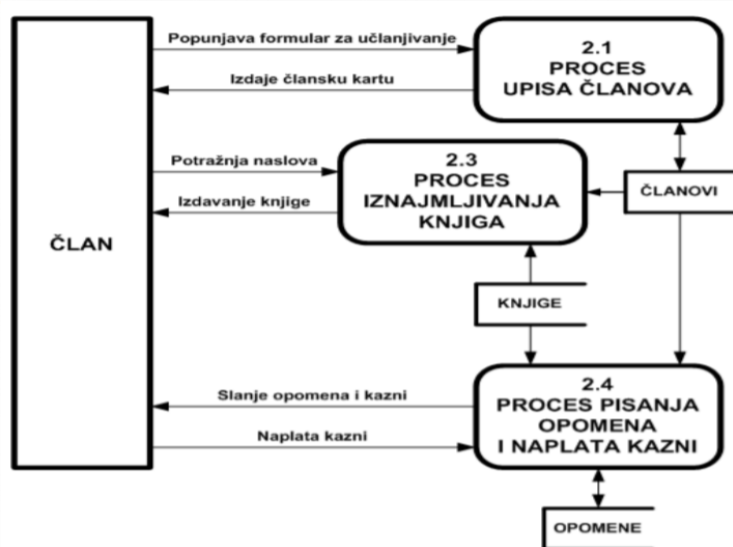 Popunjava formular za učlanjivanje
2.1
PROCES
UPISA ČLANOVA
Izdaje člansku kartu
Potražnja naslova
2.3
PROCES
IZNAJMLJIVANJA
KNJIGA
ČLANOVI
Izdavanje knjige
ČLAN
KNJIGE
Slanje opomena i kazni
2.4
PROCES PISANJA
OPOMENA
I NAPLATA KAZNI
Naplata kazni
OPOMENE